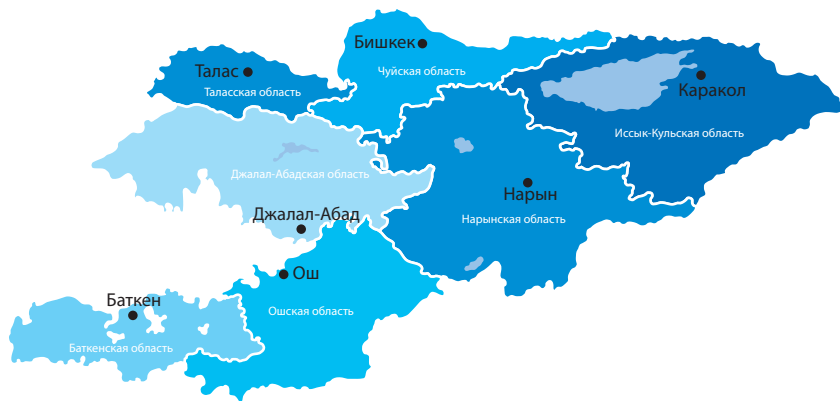 Бишкек
Талас
Чуйская область
Каракол
Таласская область
Иссык-Кульская область
Джалал-Абадская область
Нарын
Джалал-Абад
Нарынская область
Ош
Баткен
Ошская область
Баткенская область